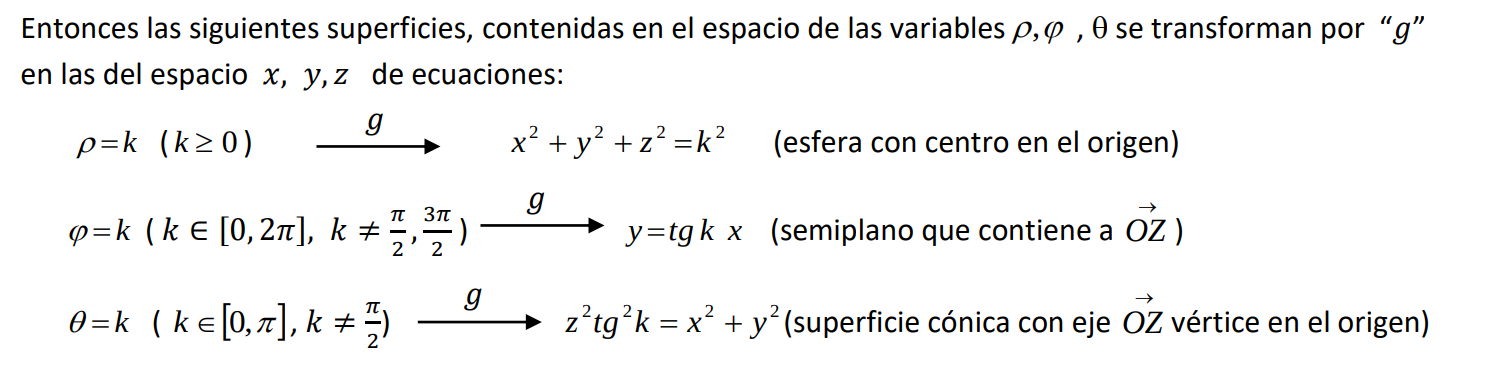 Entonces las siguientes superficies, contenidas en el espacio de las variables ρ,φ , θ se transforman por “g”
en las del espacio x, y,z de ecuaciones:
ρ=k (k≥0) g⟶ x² + y² + z² =k² (esfera con centro en el origen)
φ=k ( k ∈ [0, 2π], k ≠ π/2, 3π/2 ) g⟶ y=tg k x (semiplano que contiene a OZ⃗ )
θ=k ( k∈[0,π], k ≠ π/2) g⟶ z²tg²k = x² + y² (superficie cónica con eje OZ⃗ vértice en el origen)